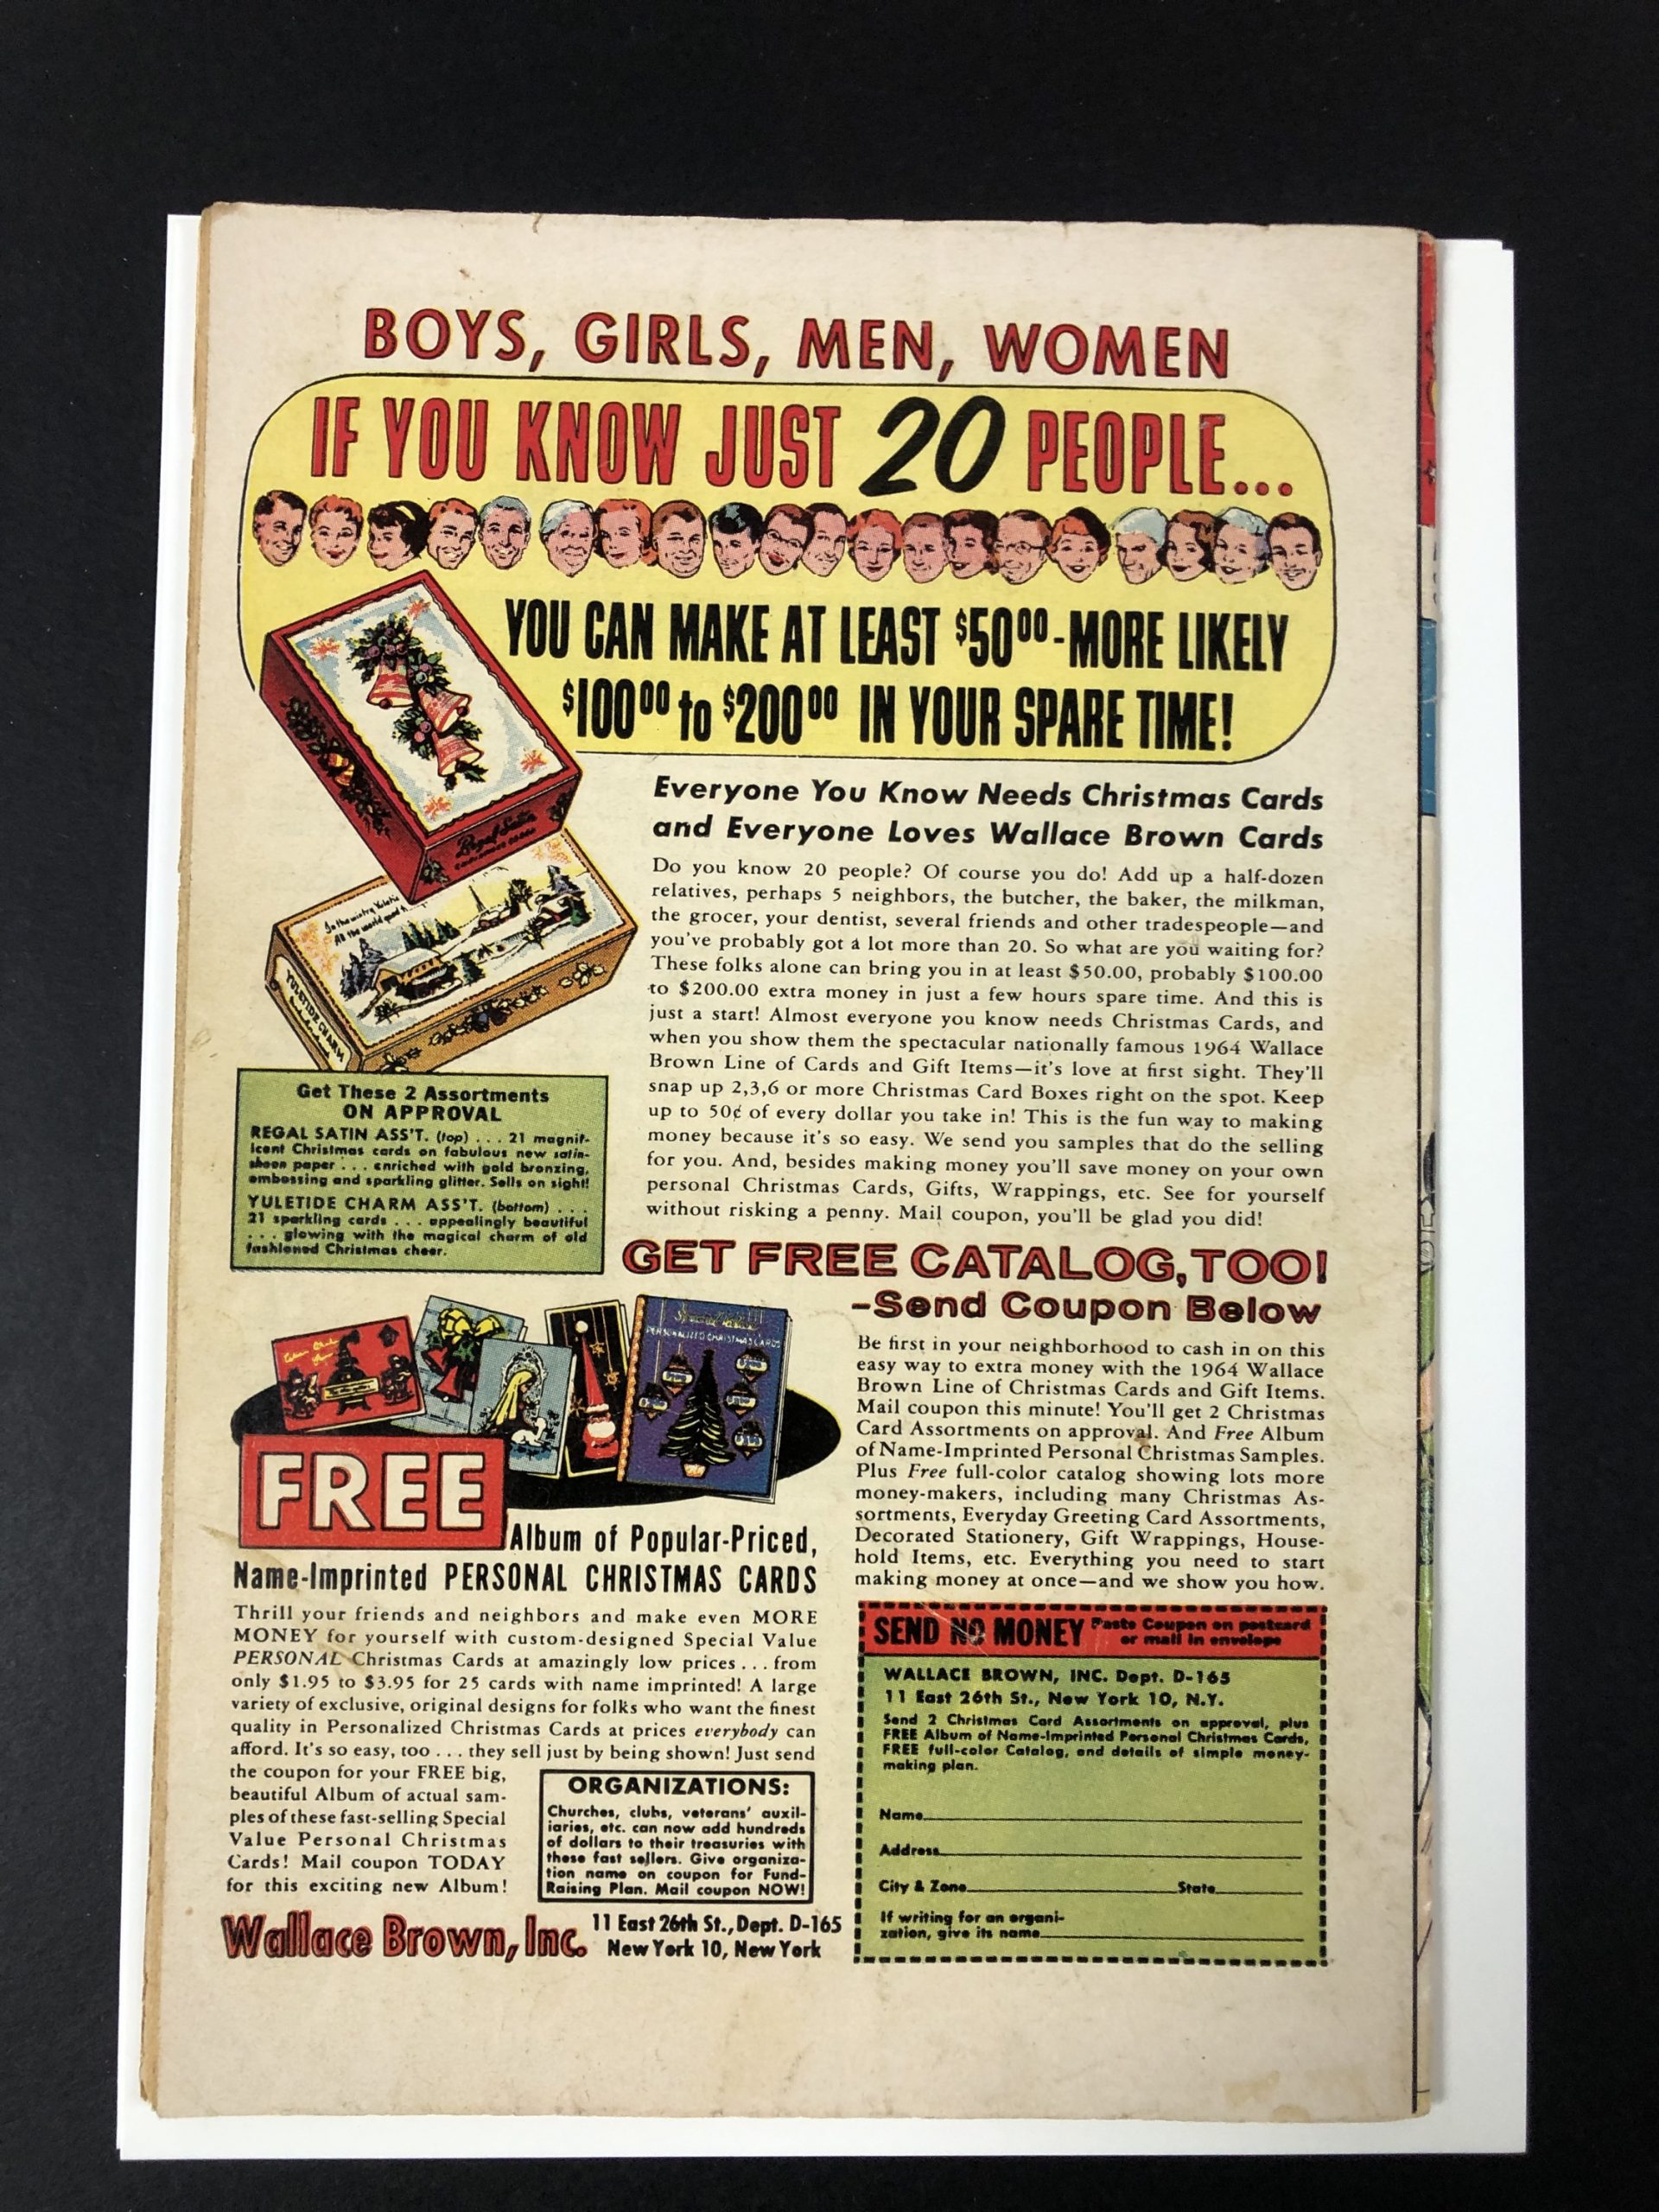 BOYS, GIRLS, MEN, WOMEN
IF YOU KNOW JUST 20 PEOPLE...
YOU CAN MAKE AT LEAST $50⁰⁰-MORE LIKELY
$100⁰⁰ to $200⁰⁰ IN YOUR SPARE TIME!
Regal Satin
CHRISTMAS CARDS
In the wintry Yuletide
All the world
YULETIDE CHARM
Everyone You Know Needs Christmas Cards
and Everyone Loves Wallace Brown Cards
Do you know 20 people? Of course you do! Add up a half-dozen
relatives, perhaps 5 neighbors, the butcher, the baker, the milkman,
the grocer, your dentist, several friends and other tradespeople—and
you've probably got a lot more than 20. So what are you waiting for?
These folks alone can bring you in at least $50.00, probably $100.00
to $200.00 extra money in just a few hours spare time. And this is
just a start! Almost everyone you know needs Christmas Cards, and
when you show them the spectacular nationally famous 1964 Wallace
Brown Line of Cards and Gift Items—it's love at first sight. They'll
snap up 2,3,6 or more Christmas Card Boxes right on the spot. Keep
up to 50¢ of every dollar you take in! This is the fun way to making
money because it's so easy. We send you samples that do the selling
for you. And, besides making money you'll save money on your own
personal Christmas Cards, Gifts, Wrappings, etc. See for yourself
without risking a penny. Mail coupon, you'll be glad you did!
Get These 2 Assortments
ON APPROVAL
REGAL SATIN ASS'T. (top) . . . 21 magnif-
icent Christmas cards on fabulous new satin-
sheen paper . . . enriched with gold bronzing,
embossing and sparkling glitter. Sells on sight!
YULETIDE CHARM ASS'T. (bottom) . . .
21 sparkling cards . . . appealingly beautiful
. . . glowing with the magical charm of old
fashioned Christmas cheer.
GET FREE CATALOG, TOO!
-Send Coupon Below
Be first in your neighborhood to cash in on this
easy way to extra money with the 1964 Wallace
Brown Line of Christmas Cards and Gift Items.
Mail coupon this minute! You'll get 2 Christmas
Card Assortments on approval. And Free Album
of Name-Imprinted Personal Christmas Samples.
Plus Free full-color catalog showing lots more
money-makers, including many Christmas As-
sortments, Everyday Greeting Card Assortments,
Decorated Stationery, Gift Wrappings, House-
hold Items, etc. Everything you need to start
making money at once—and we show you how.
Special Value
PERSONALIZED CHRISTMAS CARDS
FREE
Album of Popular-Priced,
Name-Imprinted PERSONAL CHRISTMAS CARDS
Thrill your friends and neighbors and make even MORE
MONEY for yourself with custom-designed Special Value
PERSONAL Christmas Cards at amazingly low prices . . . from
only $1.95 to $3.95 for 25 cards with name imprinted! A large
variety of exclusive, original designs for folks who want the finest
quality in Personalized Christmas Cards at prices everybody can
afford. It's so easy, too . . . they sell just by being shown! Just send
the coupon for your FREE big,
beautiful Album of actual sam-
ples of these fast-selling Special
Value Personal Christmas
Cards! Mail coupon TODAY
for this exciting new Album!
ORGANIZATIONS:
Churches, clubs, veterans' auxil-
iaries, etc. can now add hundreds
of dollars to their treasuries with
these fast sellers. Give organiza-
tion name on coupon for Fund-
Raising Plan. Mail coupon NOW!
Wallace Brown, Inc.
11 East 26th St., Dept. D-165
New York 10, New York
SEND NO MONEY Paste Coupon on postcard
or mail in envelope
WALLACE BROWN, INC. Dept. D-165
11 East 26th St., New York 10, N.Y.
Send 2 Christmas Card Assortments on approval, plus
FREE Album of Name-Imprinted Personal Christmas Cards,
FREE full-color Catalog, and details of simple money-
making plan.
Name
Address
City & Zone State
If writing for an organi-
zation, give its name